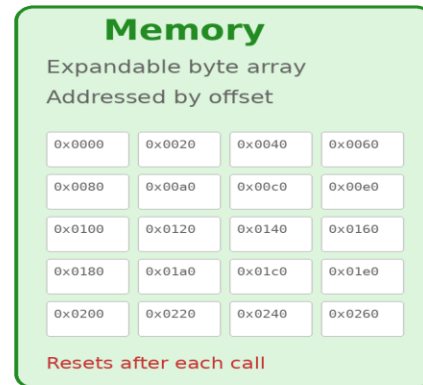 Memory
Expandable byte array
Addressed by offset
0x0000 0x0020 0x0040 0x0060
0x0080 0x00a0 0x00c0 0x00e0
0x0100 0x0120 0x0140 0x0160
0x0180 0x01a0 0x01c0 0x01e0
0x0200 0x0220 0x0240 0x0260
Resets after each call